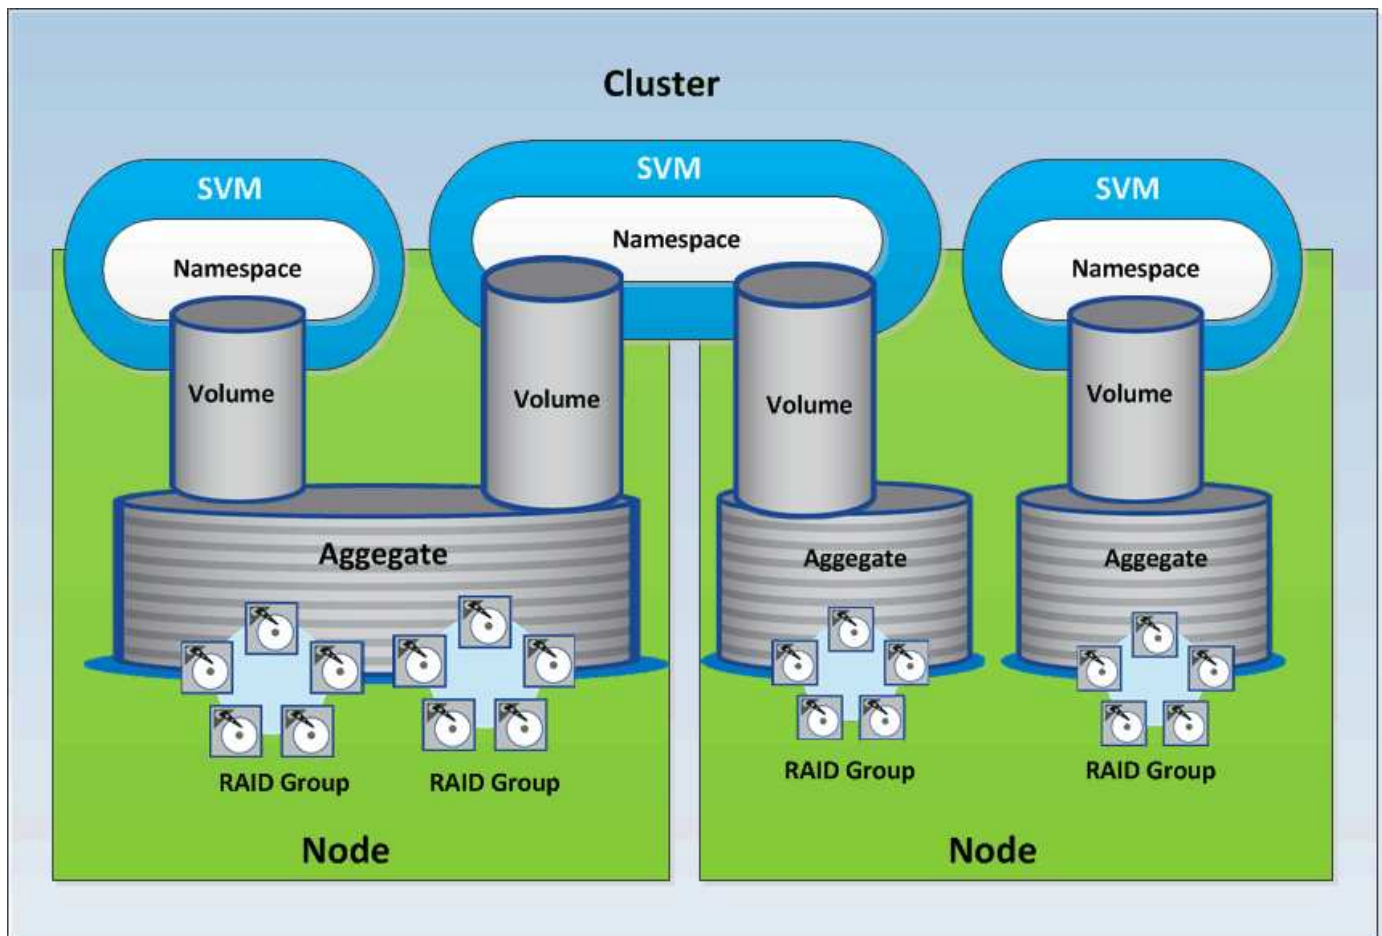 Cluster
SVM
SVM
SVM
Namespace
Namespace
Namespace
Volume
Volume
Volume
Volume
Aggegate
Aggegate
Aggegate
RAID Group
RAID Group
RAID Group
RAID Group
Node
Node